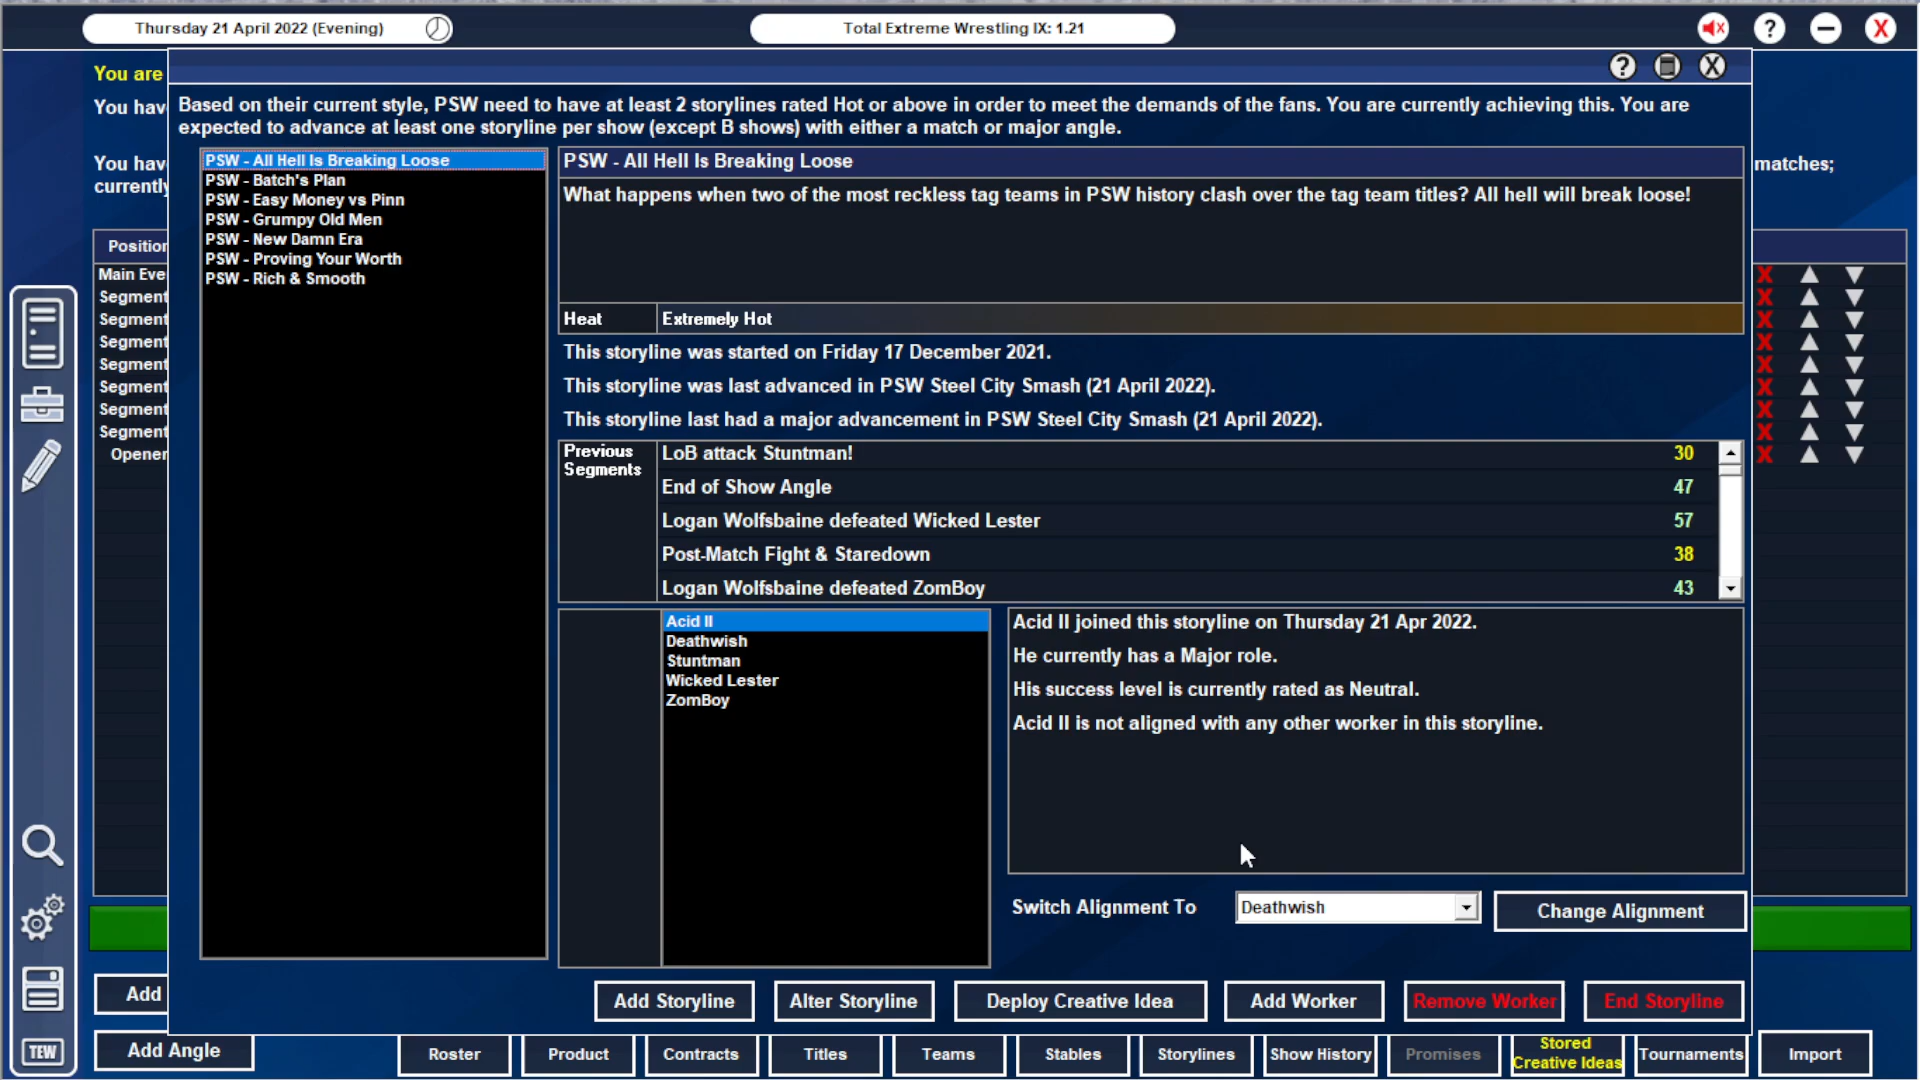 Thursday 21 April 2022 (Evening)
Total Extreme Wrestling IX: 1.21
?
X
You are
?
X
You hav
Based on their current style, PSW need to have at least 2 storylines rated Hot or above in order to meet the demands of the fans. You are currently achieving this. You are
expected to advance at least one storyline per show (except B shows) with either a match or major angle.
You hav
currently
matches;
PSW - All Hell Is Breaking Loose
PSW - Batch's Plan
PSW - Easy Money vs Pinn
PSW - Grumpy Old Men
PSW - New Damn Era
PSW - Proving Your Worth
PSW - Rich & Smooth
PSW - All Hell Is Breaking Loose
What happens when two of the most reckless tag teams in PSW history clash over the tag team titles? All hell will break loose!
Heat
Extremely Hot
Position
Main Eve
Segment
Segment
Segment
Segment
Segment
Segment
Segment
Opener
X
X
X
X
X
X
X
X
X
This storyline was started on Friday 17 December 2021.
This storyline was last advanced in PSW Steel City Smash (21 April 2022).
This storyline last had a major advancement in PSW Steel City Smash (21 April 2022).
Previous
Segments
LoB attack Stuntman! 30
End of Show Angle 47
Logan Wolfsbaine defeated Wicked Lester 57
Post-Match Fight & Staredown 38
Logan Wolfsbaine defeated ZomBoy 43
Acid II
Deathwish
Stuntman
Wicked Lester
ZomBoy
Acid II joined this storyline on Thursday 21 Apr 2022.
He currently has a Major role.
His success level is currently rated as Neutral.
Acid II is not aligned with any other worker in this storyline.
Switch Alignment To
Deathwish
Change Alignment
Add
Add Storyline
Alter Storyline
Deploy Creative Idea
Add Worker
Remove Worker
End Storyline
TEW
Add Angle
Roster
Product
Contracts
Titles
Teams
Stables
Storylines
Show History
Promises
Stored
Creative Ideas
Tournaments
Import